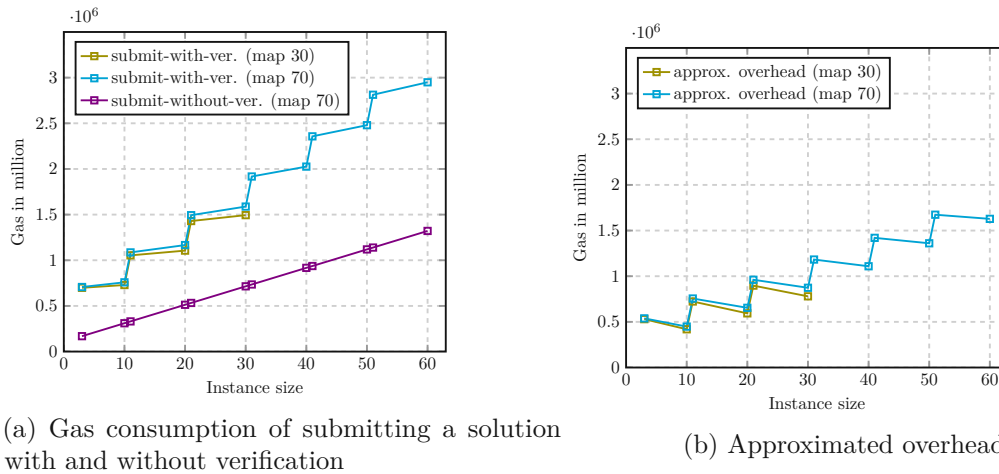 ·10⁶
3
2.5
2
1.5
1
0.5
0
Gas in million
submit-with-ver. (map 30)
submit-with-ver. (map 70)
submit-without-ver. (map 70)
0 10 20 30 40 50 60
Instance size
(a) Gas consumption of submitting a solution
with and without verification
·10⁶
3
2.5
2
1.5
1
0.5
0
Gas in million
approx. overhead (map 30)
approx. overhead (map 70)
0 10 20 30 40 50 60
Instance size
(b) Approximated overhead